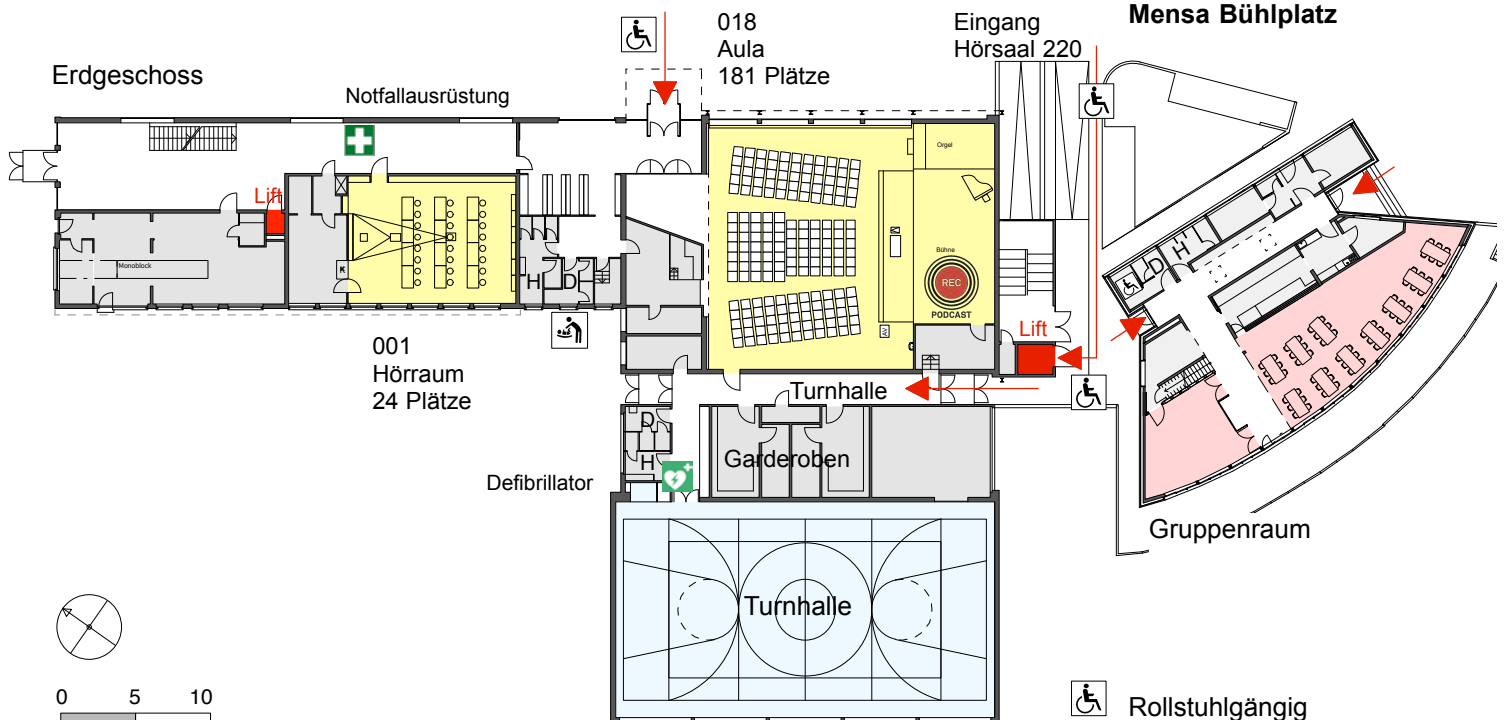 Mensa Bühlplatz
018
Aula
181 Plätze
Eingang
Hörsaal 220
Erdgeschoss
Notfallausrüstung
Orgel
Lift
Monoblock
K
H
D
M
Bühne
REC
PODCAST
AV
Lift
H
D
001
Hörraum
24 Plätze
Turnhalle
D
H
Garderoben
Defibrillator
Gruppenraum
Turnhalle
0 5 10
Rollstuhlgängig